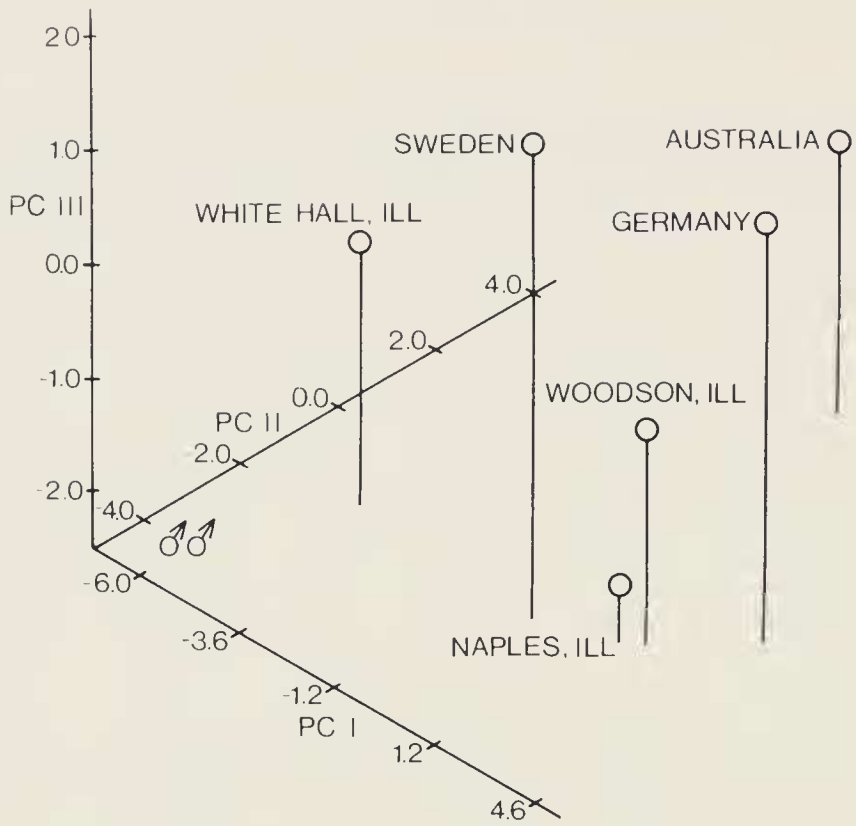 20
1.0
PC III
0.0
-1.0
-2.0
SWEDEN
AUSTRALIA
WHITE HALL, ILL
GERMANY
4.0
2.0
0.0
PC II
-2.0
-4.0
♂♂
WOODSON, ILL
NAPLES, ILL
-6.0
-3.6
-1.2
PC I
1.2
4.6